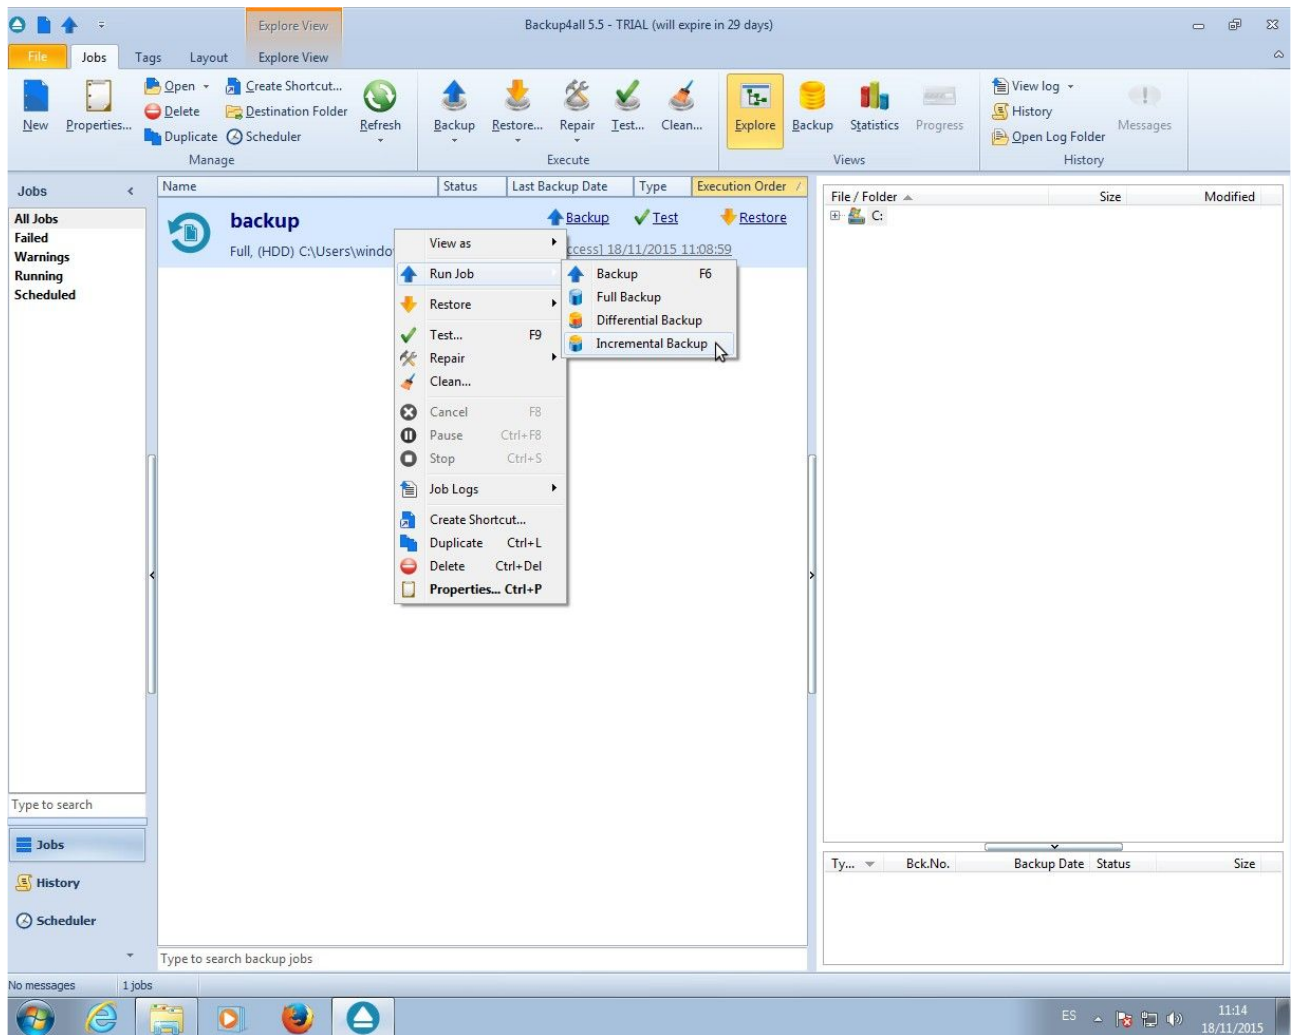 Explore View
Backup4all 5.5 - TRIAL (will expire in 29 days)
File
Jobs
Tags
Layout
Explore View
New
Properties...
Open
Delete
Duplicate
Create Shortcut...
Destination Folder
Scheduler
Refresh
Manage
Backup
Restore...
Repair
Test...
Clean...
Execute
Explore
Backup
Statistics
Progress
Views
View log
History
Open Log Folder
Messages
History
Jobs
All Jobs
Failed
Warnings
Running
Scheduled
Type to search
Jobs
History
Scheduler
Name
Status
Last Backup Date
Type
Execution Order
backup
Backup
Test
Restore
Full, (HDD) C:\Users\windo
18/11/2015 11:08:59
View as
Run Job
Restore
Test... F9
Repair
Clean...
Cancel F8
Pause Ctrl+F8
Stop Ctrl+S
Job Logs
Create Shortcut...
Duplicate Ctrl+L
Delete Ctrl+Del
Properties... Ctrl+P
Backup F6
Full Backup
Differential Backup
Incremental Backup
Type to search backup jobs
File / Folder
Size
Modified
C:
Ty...
Bck.No.
Backup Date
Status
Size
No messages
1 jobs
ES
11:14
18/11/2015